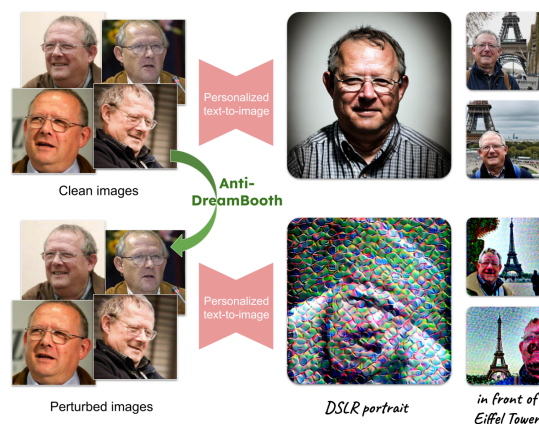 Personalized
text-to-image
Clean images
Anti-
DreamBooth
Personalized
text-to-image
Perturbed images
DSLR portrait
in front of
Eiffel Tower